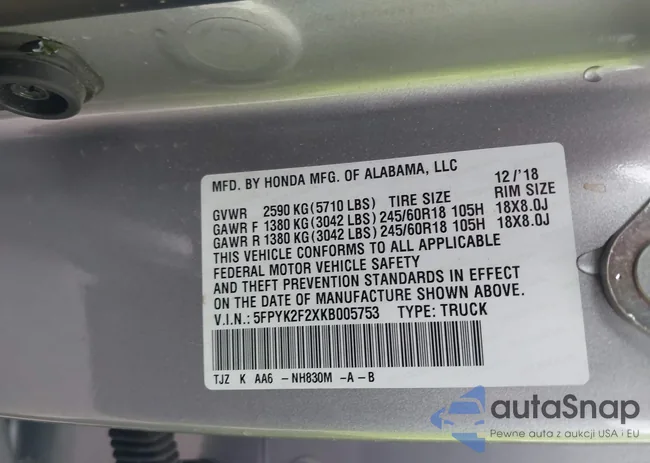 MFD. BY HONDA MFG. OF ALABAMA, LLC 12/'18
GVWR 2590 KG(5710 LBS) TIRE SIZE RIM SIZE
GAWR F 1380 KG(3042 LBS)245/60R18 105H 18X8.0J
GAWR R 1380 KG(3042 LBS)245/60R18 105H 18X8.0J
THIS VEHICLE CONFORMS TO ALL APPLICABLE
FEDERAL MOTOR VEHICLE SAFETY
AND THEFT PREVENTION STANDARDS IN EFFECT
ON THE DATE OF MANUFACTURE SHOWN ABOVE.
V.I.N.: 5FPYK2F2XKB005753 TYPE: TRUCK
TJZ K AA6 -NH830M -A-B
autaSnap
Pewne auta z aukcji USA i EU